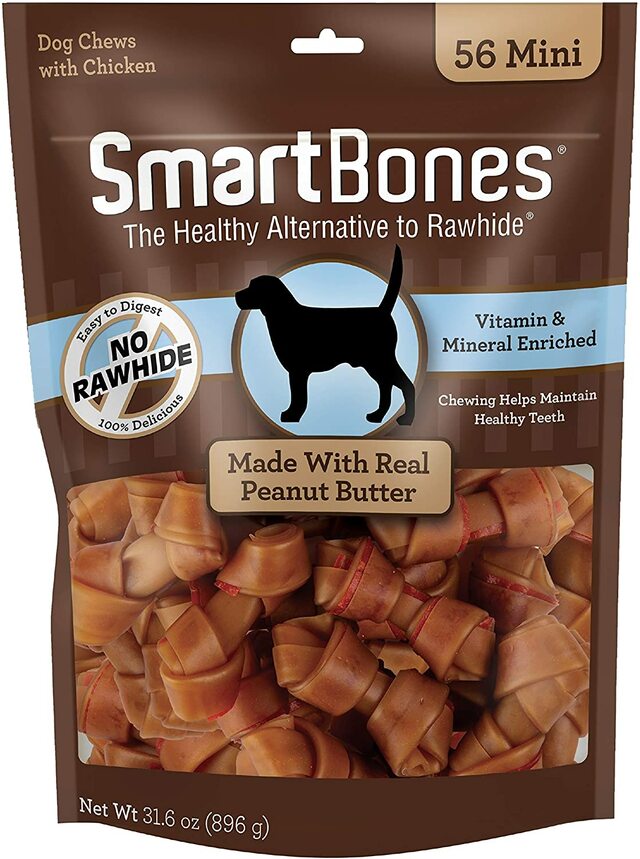 Dog Chews
with Chicken
56 Mini
SmartBones®
The Healthy Alternative to Rawhide®
Easy to Digest
NO
RAWHIDE
100% Delicious
Vitamin &
Mineral Enriched
Chewing Helps Maintain
Healthy Teeth
Made With Real
Peanut Butter
Net Wt 31.6 oz (896 g)